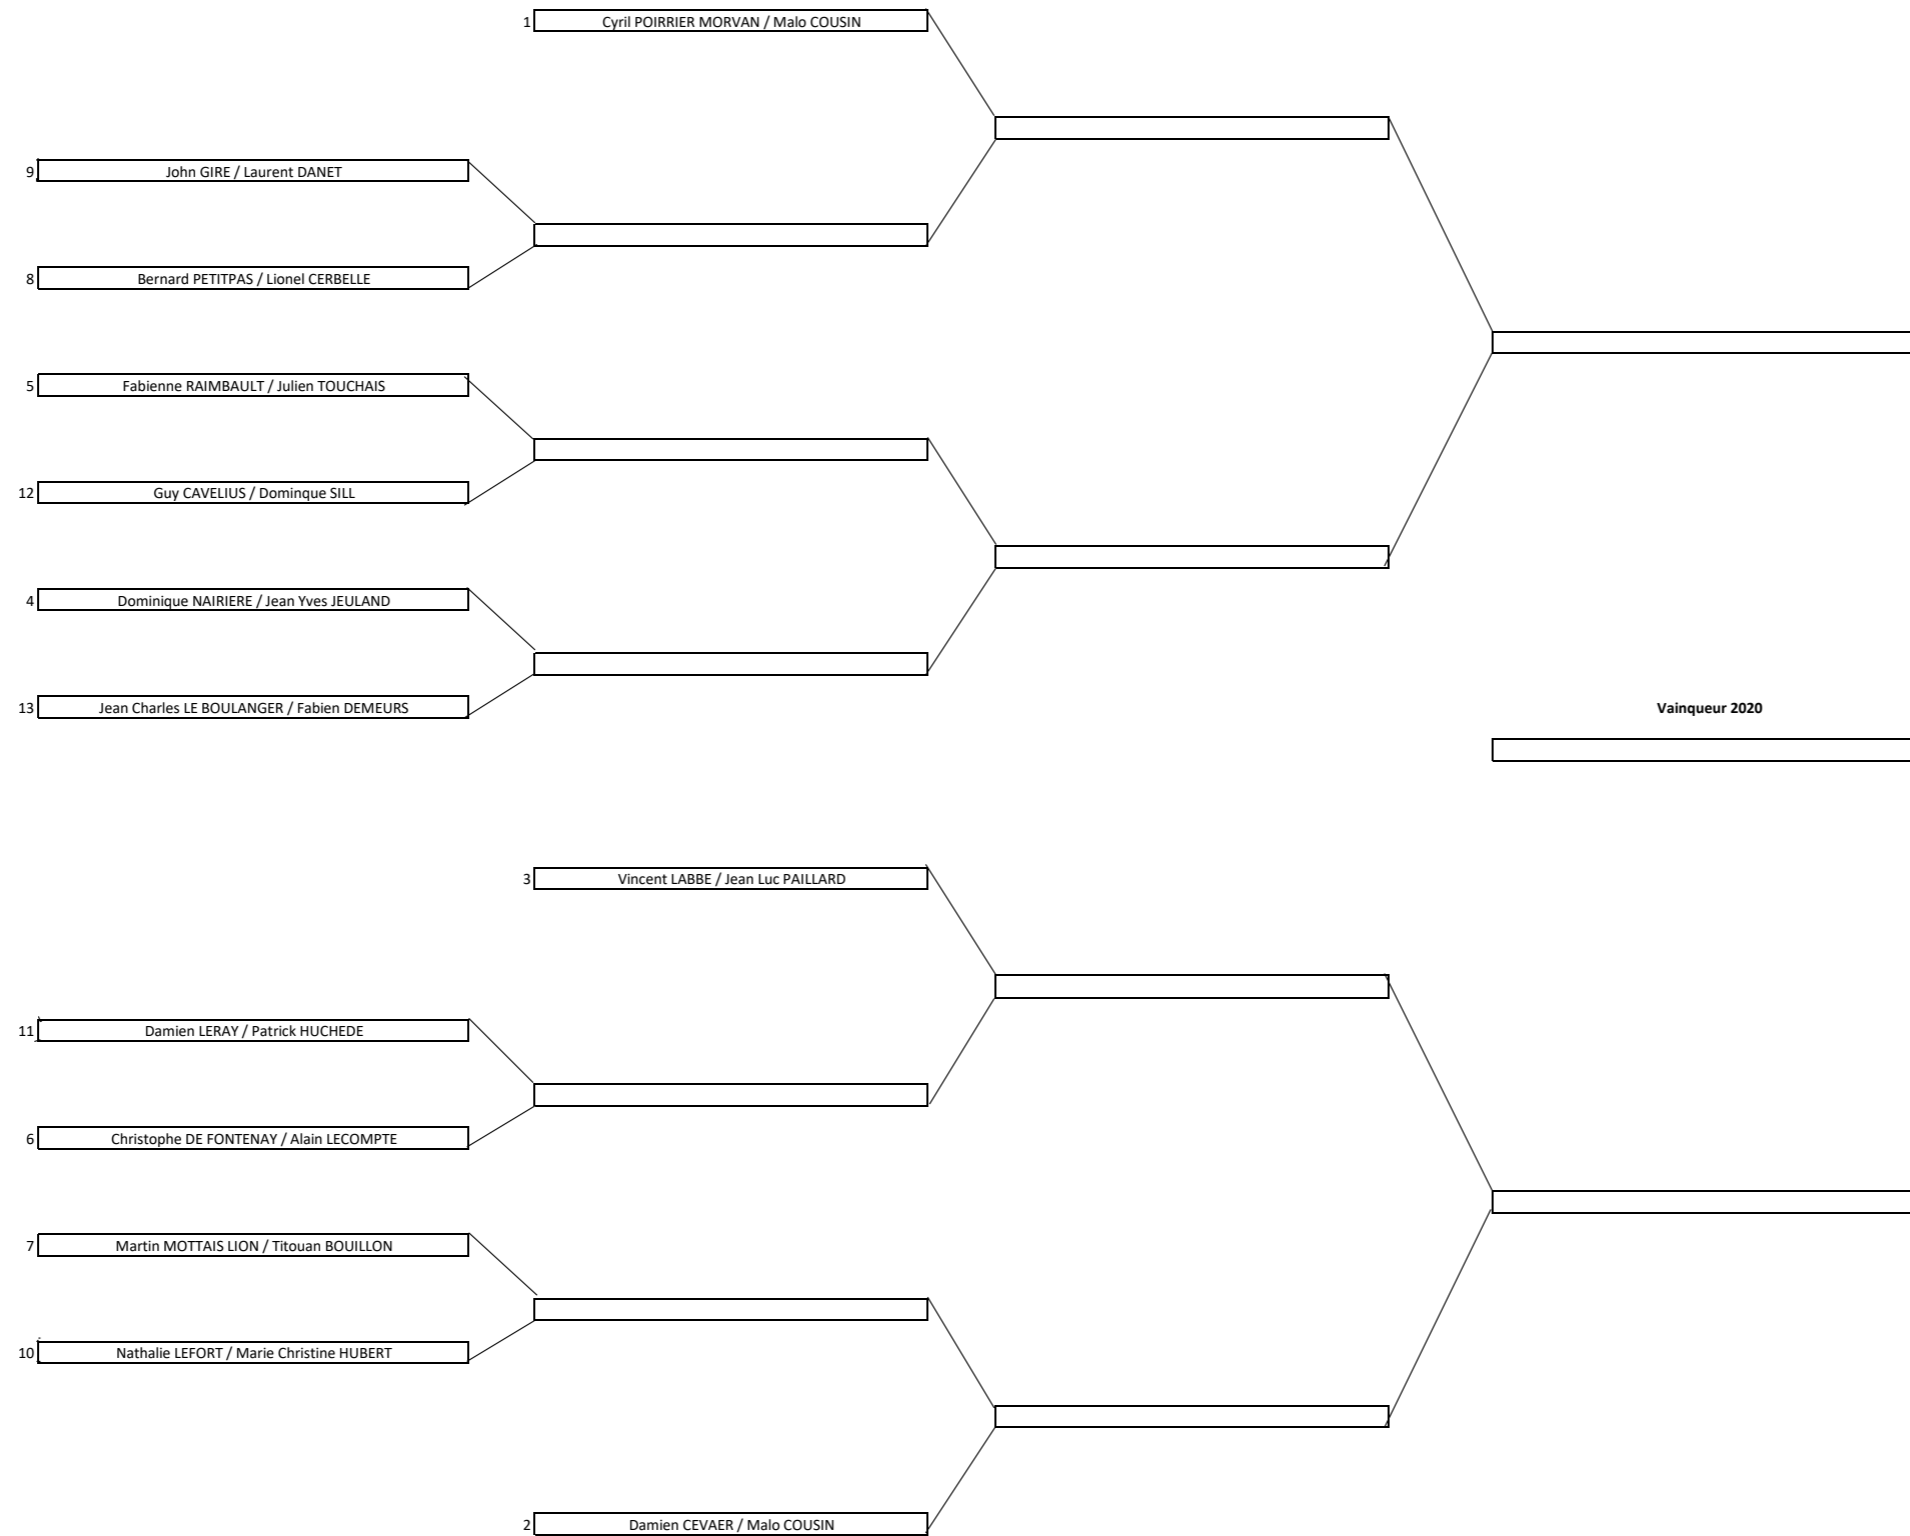 1 Cyril POIRRIER MORVAN / Malo COUSIN
9 John GIRE / Laurent DANET
8 Bernard PETITPAS / Lionel CERBELLE
5 Fabienne RAIMBAULT / Julien TOUCHAIS
12 Guy CAVELIUS / Dominque SILL
4 Dominique NAIRIERE / Jean Yves JEULAND
13 Jean Charles LE BOULANGER / Fabien DEMEURS
Vainqueur 2020
3 Vincent LABBE / Jean Luc PAILLARD
11 Damien LERAY / Patrick HUCHEDE
6 Christophe DE FONTENAY / Alain LECOMPTE
7 Martin MOTTAIS LION / Titouan BOUILLON
10 Nathalie LEFORT / Marie Christine HUBERT
2 Damien CEVAER / Malo COUSIN